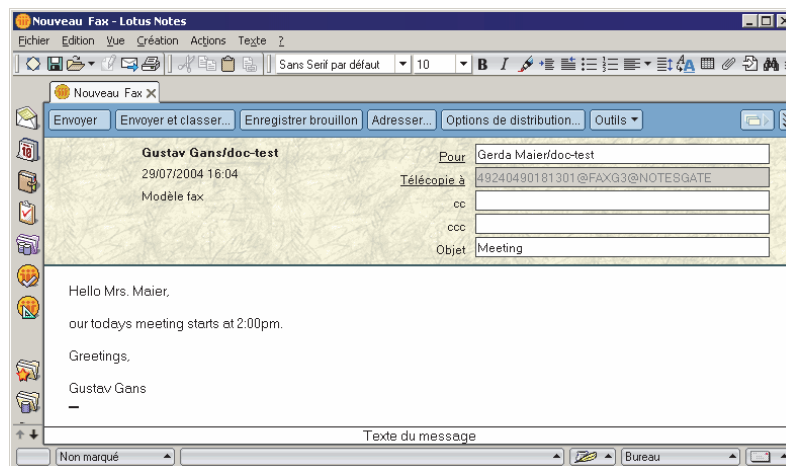 Nouveau Fax - Lotus Notes
Fichier Edition Vue Création Actions Texte ?
Sans Serif par défaut 10 B I
Nouveau Fax
Envoyer Envoyer et classer... Enregistrer brouillon Adresser... Options de distribution... Outils
Gustav Gans/doc-test Pour Gerda Maier/doc-test
29/07/2004 16:04 Télécopie à 49240490181301@FAXG3@NOTESGATE
Modèle fax cc
ccc
Objet Meeting
Hello Mrs. Maier,
our todays meeting starts at 2:00pm.
Greetings,
Gustav Gans
Texte du message
Non marqué Bureau